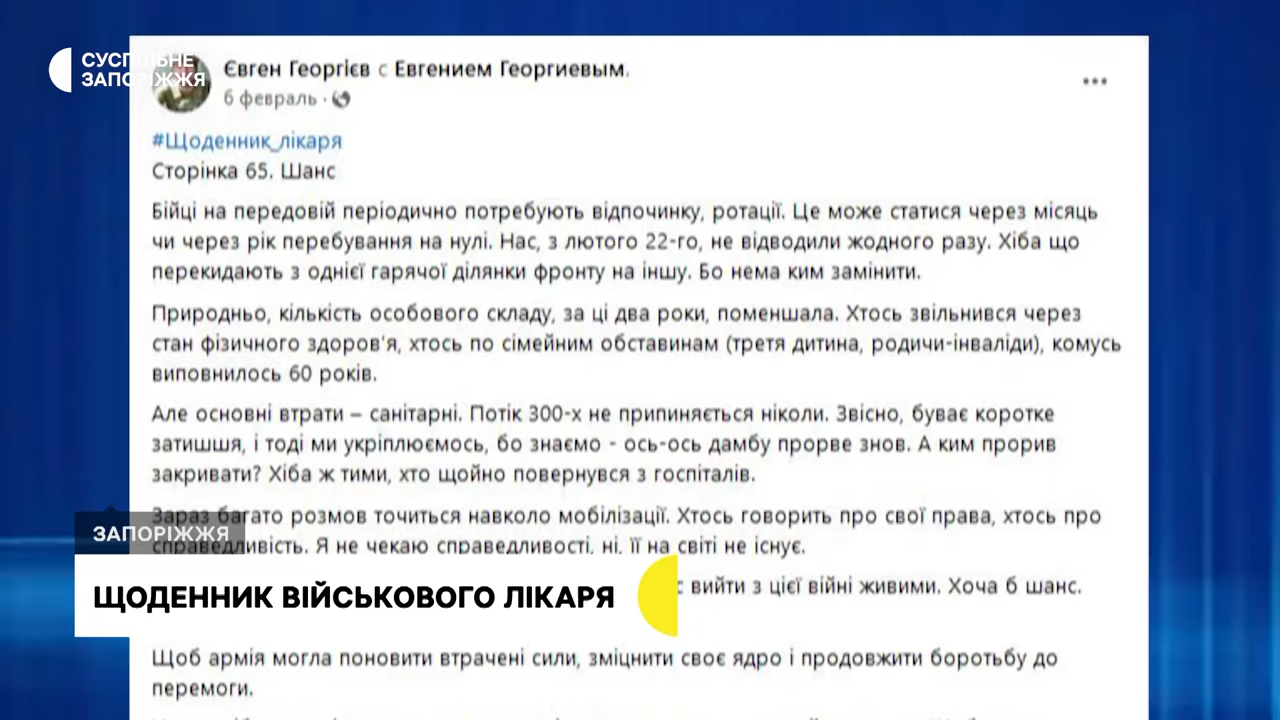 СУСПІЛЬНЕ
ЗАПОРІЖЖЯ
Євген Георгієв с Евгением Георгиевым.
6 февраль ·
#Щоденник_лікаря
Сторінка 65. Шанс
Бійці на передовій періодично потребують відпочинку, ротації. Це може статися через місяць
чи через рік перебування на нулі. Нас, з лютого 22-го, не відводили жодного разу. Хіба що
перекидають з однієї гарячої ділянки фронту на іншу. Бо нема ким замінити.
Природньо, кількість особового складу, за ці два роки, поменшала. Хтось звільнився через
стан фізичного здоров'я, хтось по сімейним обставинам (третя дитина, родичи-інваліди), комусь
виповнилось 60 років.
Але основні втрати – санітарні. Потік 300-х не припиняється ніколи. Звісно, буває коротке
затишшя, і тоді ми укріплюємось, бо знаємо - ось-ось дамбу прорве знов. А ким прорив
закривати? Хіба ж тими, хто щойно повернувся з госпіталів.
Зараз багато розмов точиться навколо мобілізації. Хтось говорить про свої права, хтось про
справедливість. Я не чекаю справедливості, ні, її на світі не існує.
ЗАПОРІЖЖЯ
ЩОДЕННИК ВІЙСЬКОВОГО ЛІКАРЯ
вийти з цієї війні живими. Хоча б шанс.
Щоб армія могла поновити втрачені сили, зміцнити своє ядро і продовжити боротьбу до
перемоги.